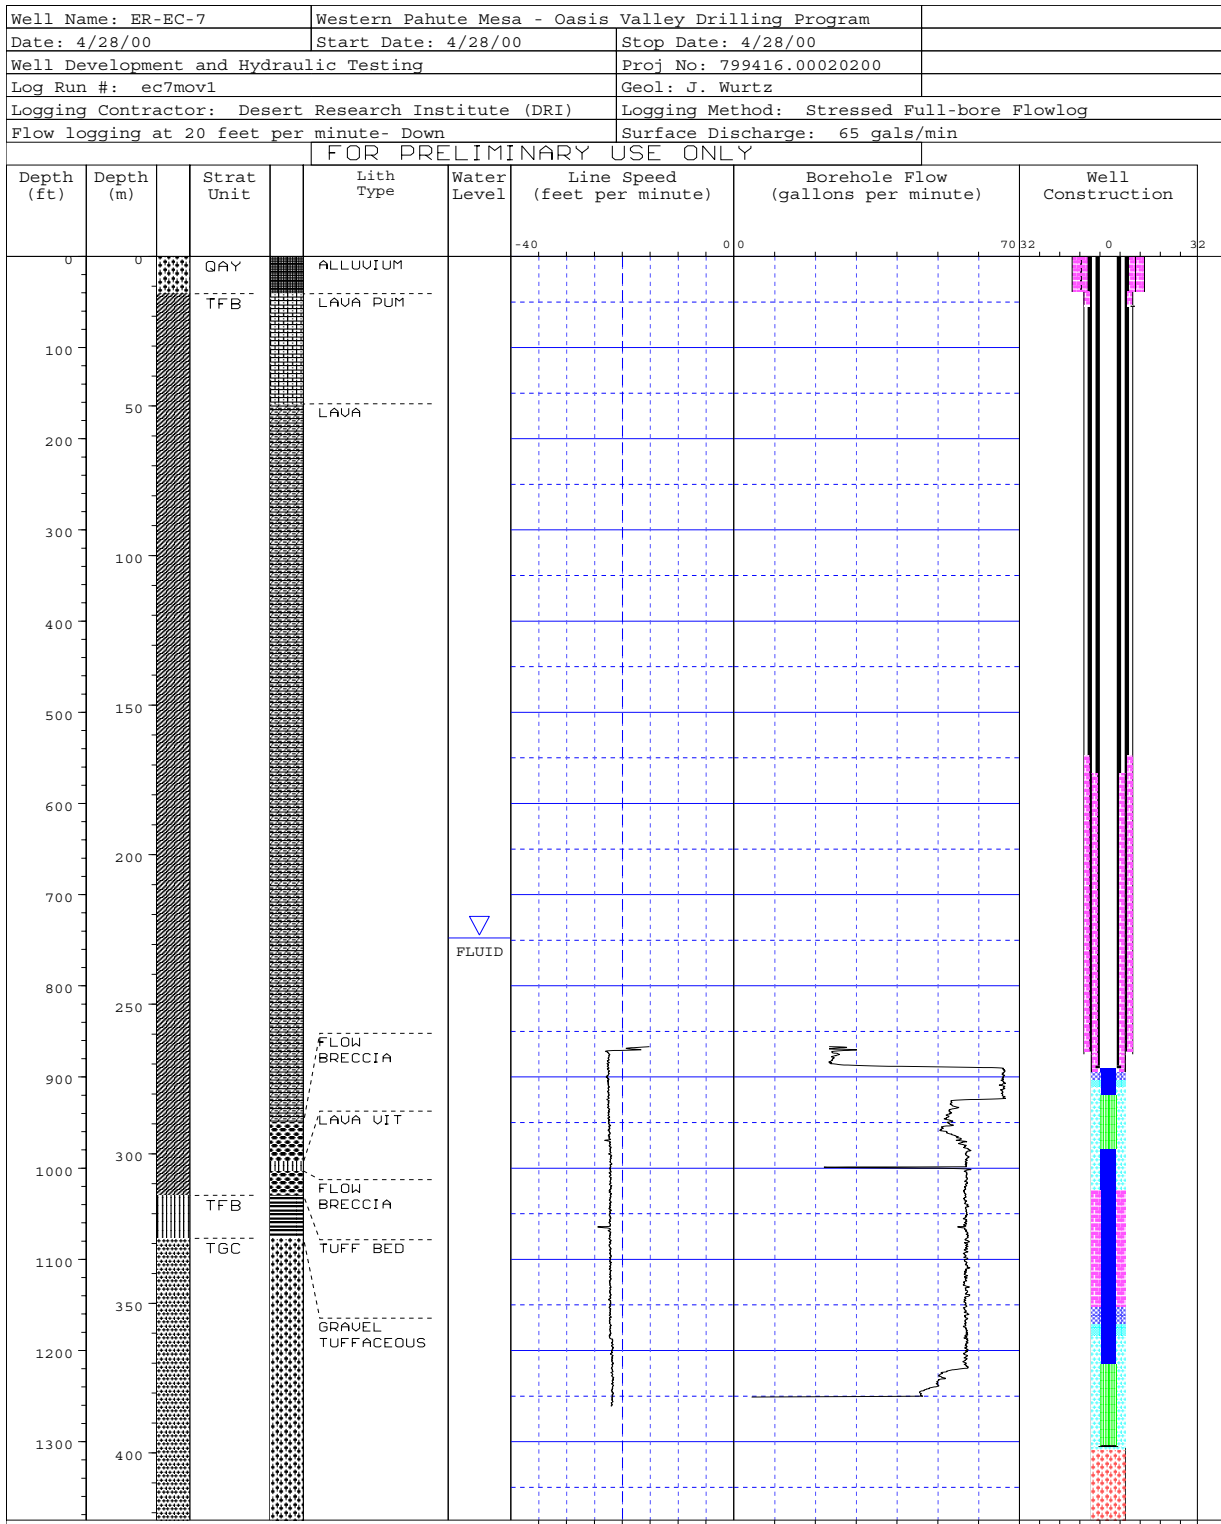 Well Name: ER-EC-7 Western Pahute Mesa - Oasis Valley Drilling Program
Date: 4/28/00 Start Date: 4/28/00 Stop Date: 4/28/00
Well Development and Hydraulic Testing Proj No: 799416.00020200
Log Run #: ec7mov1 Geol: J. Wurtz
Logging Contractor: Desert Research Institute (DRI) Logging Method: Stressed Full-bore Flowlog
Flow logging at 20 feet per minute- Down Surface Discharge: 65 gals/min
FOR PRELIMINARY USE ONLY
Depth Depth Strat Lith Water Line Speed Borehole Flow Well
(ft) (m) Unit Type Level (feet per minute) (gallons per minute) Construction
-40 0 0 70 32 0 32
0 0 QAY ALLUVIUM
TFB LAVA PUM
100
50 LAVA
200
300
100
400
150
500
600
200
700
FLUID
800
250
FLOW
BRECCIA
900
LAVA VIT
300
1000
FLOW
TFB BRECCIA
TGC TUFF BED
1100
350
GRAVEL
TUFFACEOUS
1200
1300
400